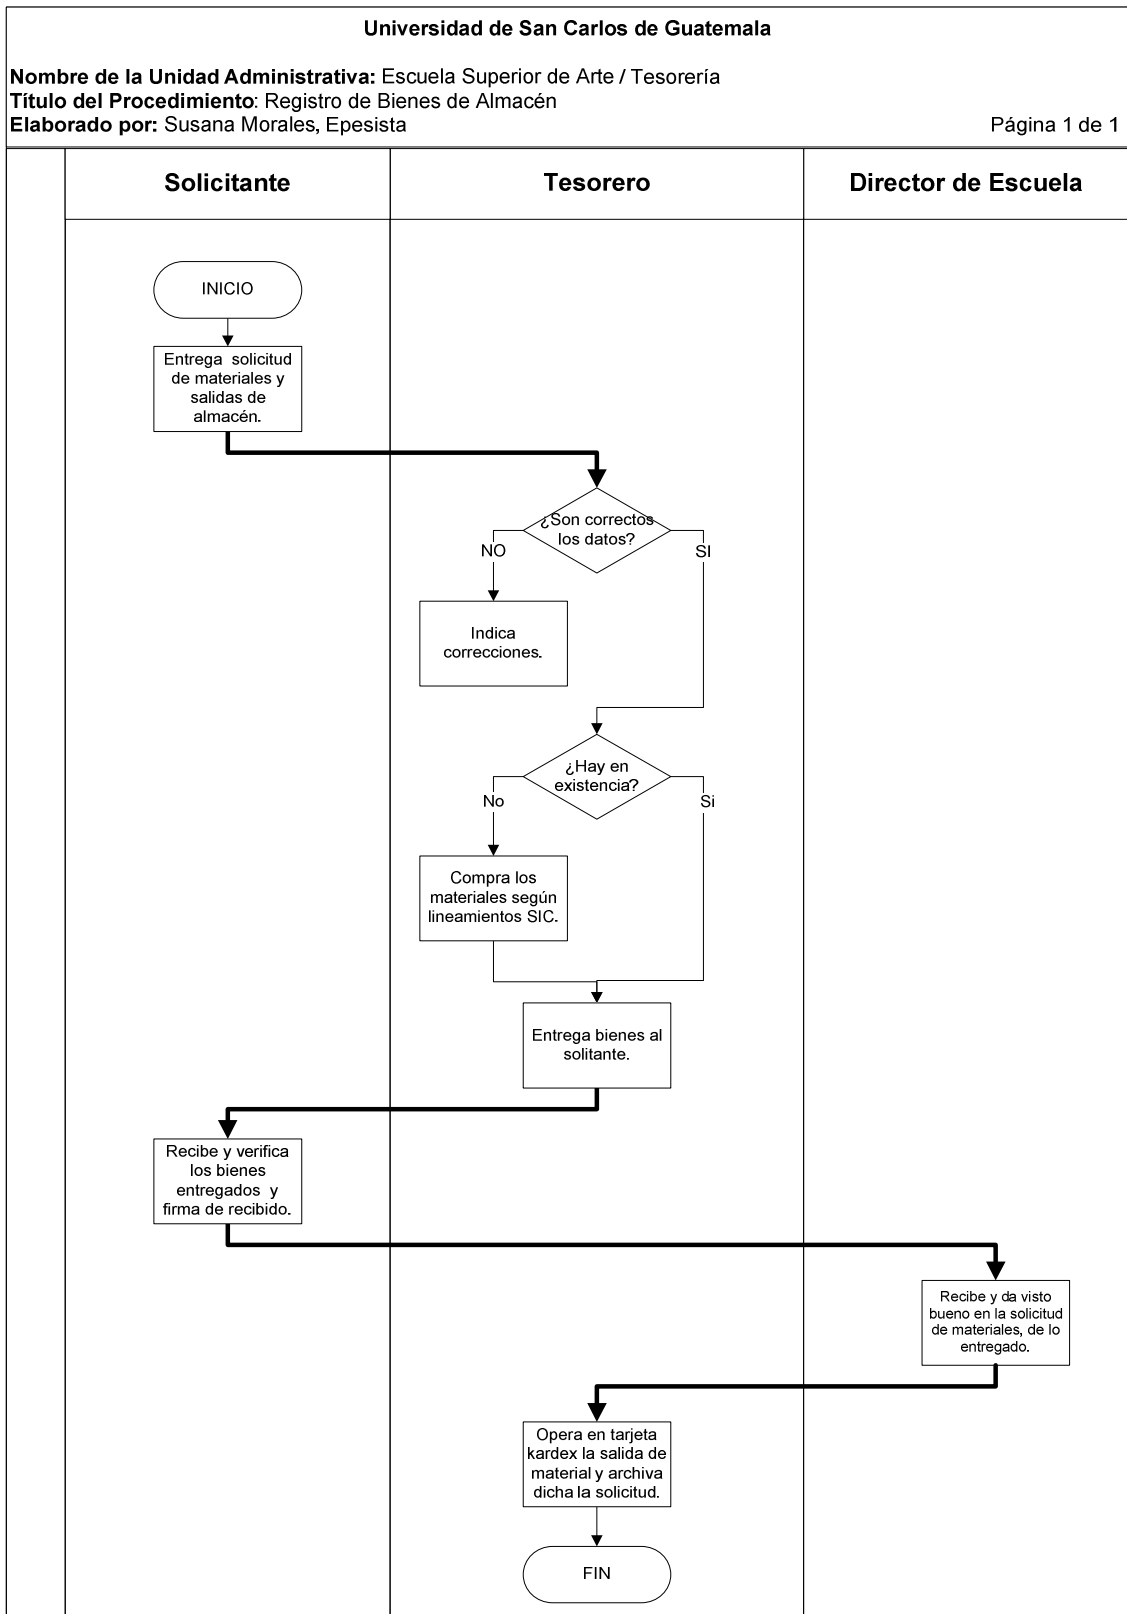 Universidad de San Carlos de Guatemala
Nombre de la Unidad Administrativa: Escuela Superior de Arte / Tesorería
Título del Procedimiento: Registro de Bienes de Almacén
Elaborado por: Susana Morales, Epesista
Página 1 de 1
Solicitante
Tesorero
Director de Escuela
INICIO
Entrega solicitud
de materiales y
salidas de
almacén.
¿Son correctos
los datos?
NO
SI
Indica
correcciones.
¿Hay en
existencia?
No
Si
Compra los
materiales según
lineamientos SIC.
Entrega bienes al
solitante.
Recibe y verifica
los bienes
entregados y
firma de recibido.
Recibe y da visto
bueno en la solicitud
de materiales, de lo
entregado.
Opera en tarjeta
kardex la salida de
material y archiva
dicha la solicitud.
FIN